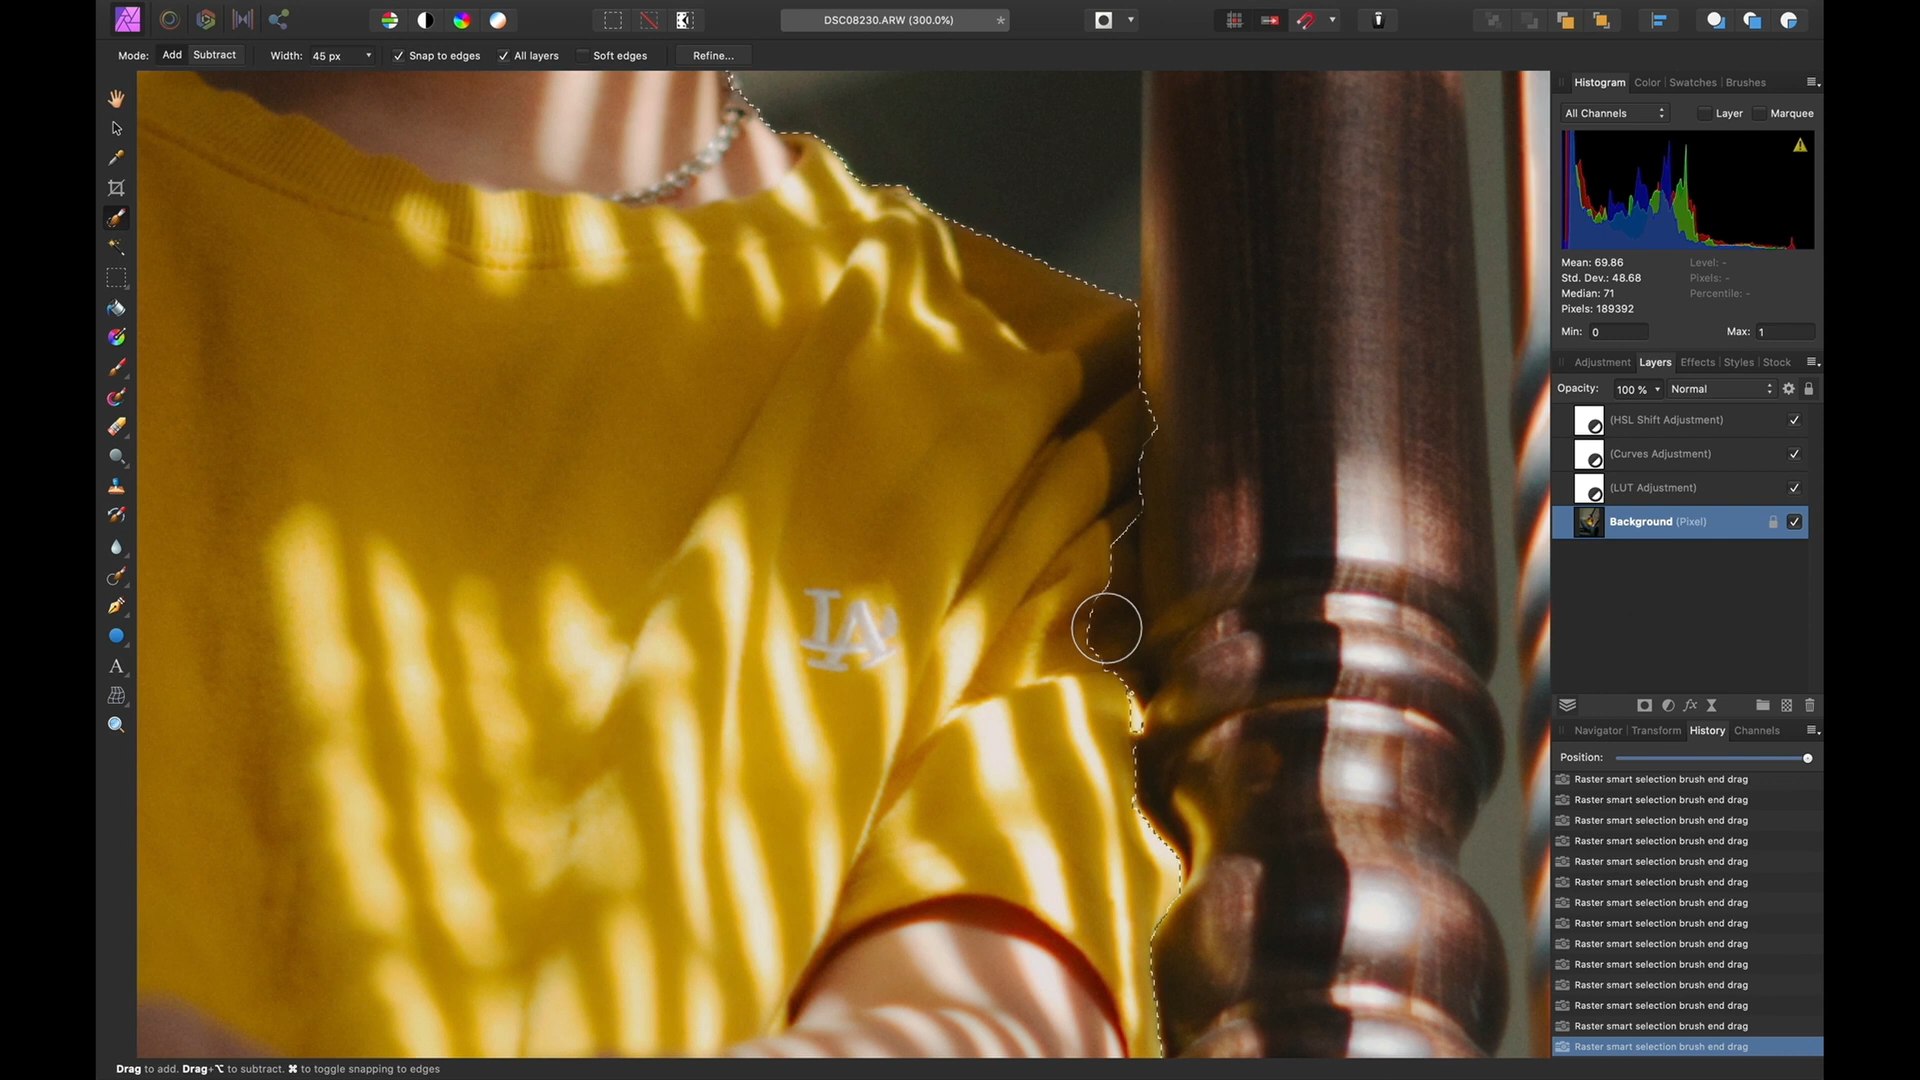 DSC08230.ARW (300.0%)
Mode: Add Subtract Width: 45 px Snap to edges All layers Soft edges Refine...
Histogram Color Swatches Brushes
All Channels Layer Marquee
Mean: 69.86 Level: -
Std. Dev.: 48.68 Pixels: -
Median: 71 Percentile: -
Pixels: 189392
Min: 0 Max: 1
Adjustment Layers Effects Styles Stock
Opacity: 100 % Normal
(HSL Shift Adjustment)
(Curves Adjustment)
(LUT Adjustment)
Background (Pixel)
LA
Navigator Transform History Channels
Position:
Raster smart selection brush end drag
Raster smart selection brush end drag
Raster smart selection brush end drag
Raster smart selection brush end drag
Raster smart selection brush end drag
Raster smart selection brush end drag
Raster smart selection brush end drag
Raster smart selection brush end drag
Raster smart selection brush end drag
Raster smart selection brush end drag
Raster smart selection brush end drag
Raster smart selection brush end drag
Raster smart selection brush end drag
Raster smart selection brush end drag
Drag to add. Drag+⌥ to subtract. ⌘ to toggle snapping to edges